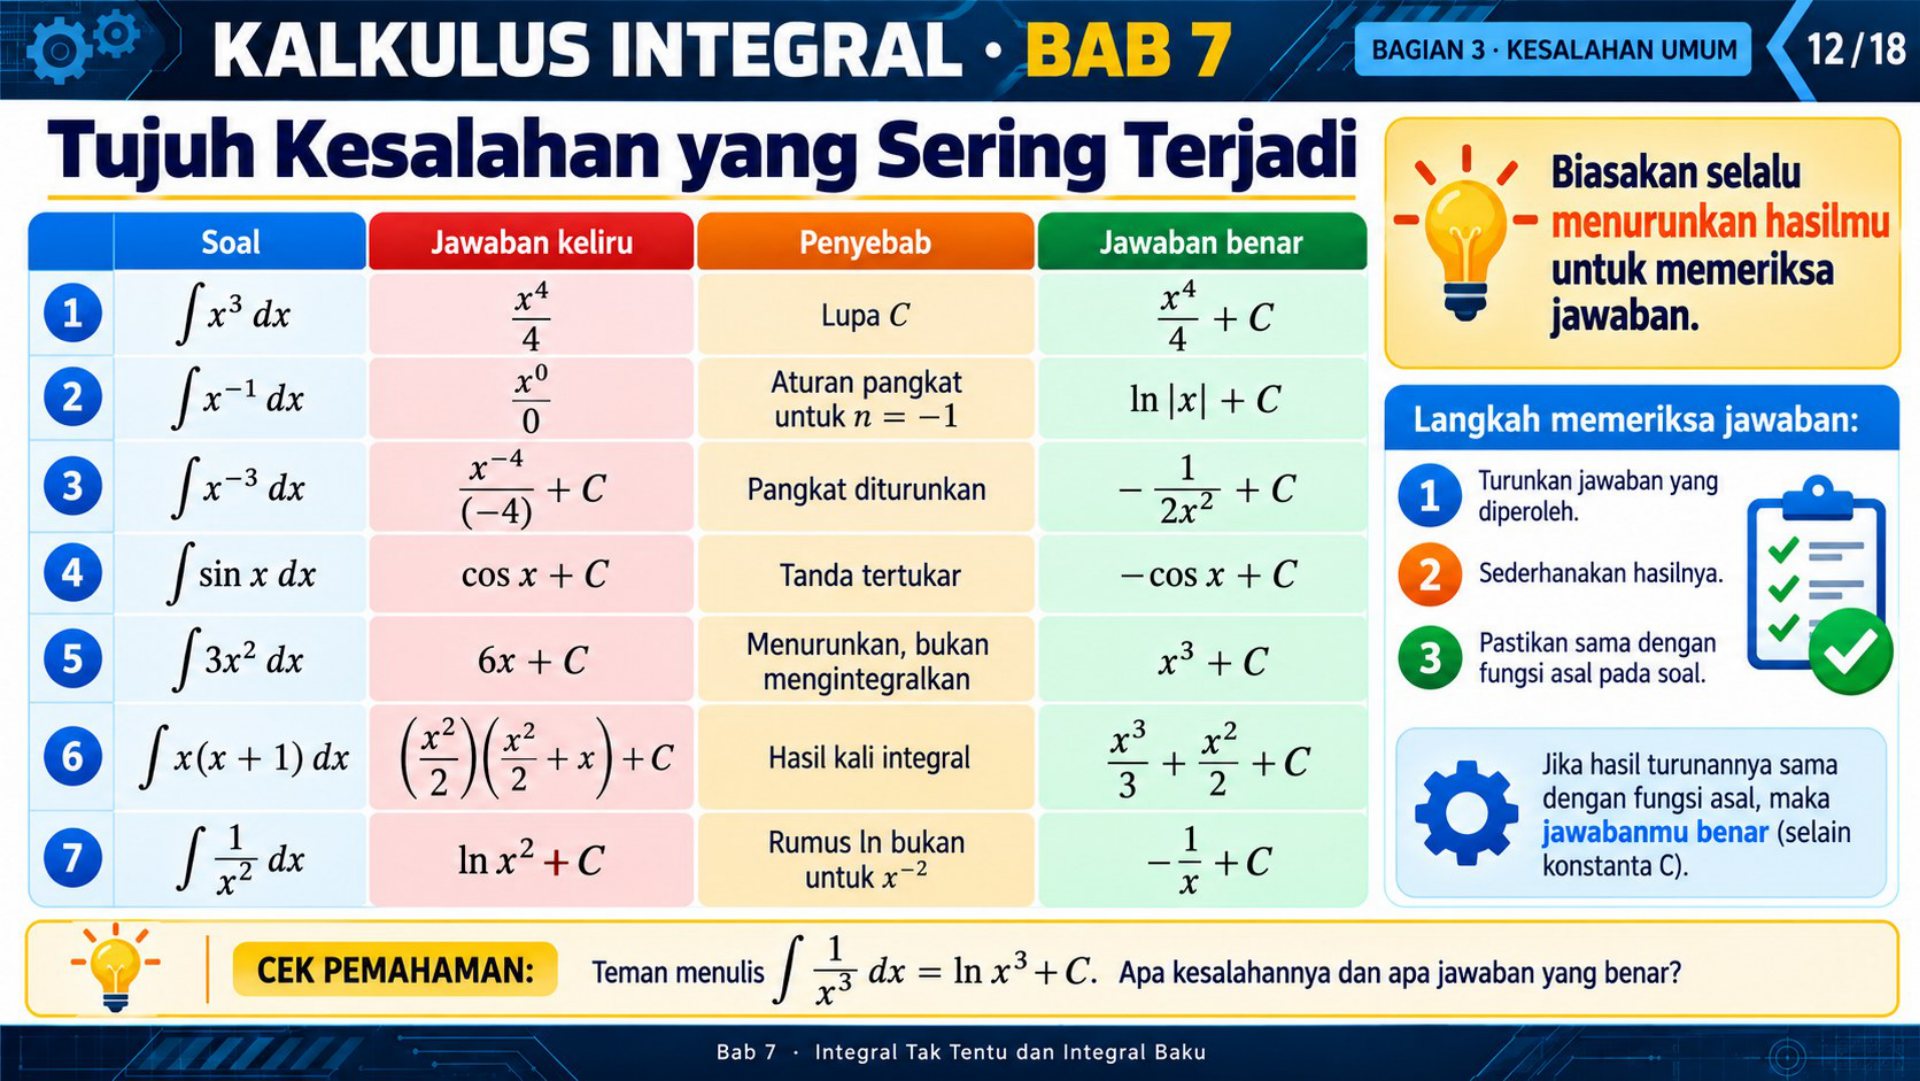 KALKULUS INTEGRAL • BAB 7
BAGIAN 3 · KESALAHAN UMUM
12 / 18
Tujuh Kesalahan yang Sering Terjadi
Soal
Jawaban keliru
Penyebab
Jawaban benar
1
∫ x³ dx
x⁴/4
Lupa C
x⁴/4 + C
2
∫ x⁻¹ dx
x⁰/0
Aturan pangkat
untuk n = −1
ln |x| + C
3
∫ x⁻³ dx
x⁻⁴/(−4) + C
Pangkat diturunkan
− 1/2x² + C
4
∫ sin x dx
cos x + C
Tanda tertukar
−cos x + C
5
∫ 3x² dx
6x + C
Menurunkan, bukan
mengintegralkan
x³ + C
6
∫ x(x + 1) dx
(x²/2)(x²/2 + x) + C
Hasil kali integral
x³/3 + x²/2 + C
7
∫ 1/x² dx
ln x² + C
Rumus ln bukan
untuk x⁻²
− 1/x + C
Biasakan selalu
menurunkan hasilmu
untuk memeriksa
jawaban.
Langkah memeriksa jawaban:
1
Turunkan jawaban yang
diperoleh.
2
Sederhanakan hasilnya.
3
Pastikan sama dengan
fungsi asal pada soal.
Jika hasil turunannya sama
dengan fungsi asal, maka
jawabanmu benar (selain
konstanta C).
CEK PEMAHAMAN:
Teman menulis ∫ 1/x³ dx = ln x³ + C. Apa kesalahannya dan apa jawaban yang benar?
Bab 7 · Integral Tak Tentu dan Integral Baku